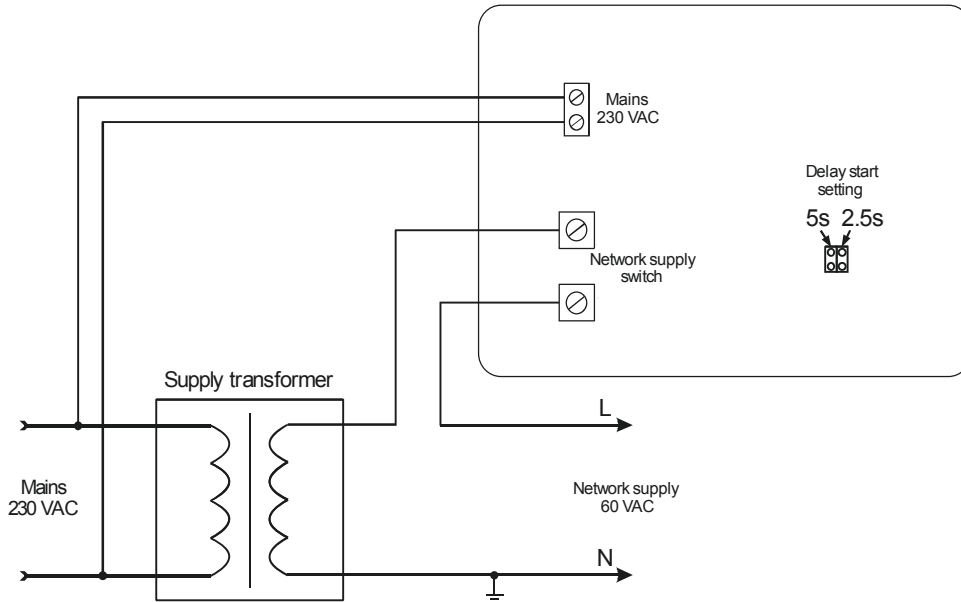 Mains
230 VAC
Delay start
setting
5s 2.5s
Network supply
switch
Supply transformer
L
Mains
230 VAC
Network supply
60 VAC
N